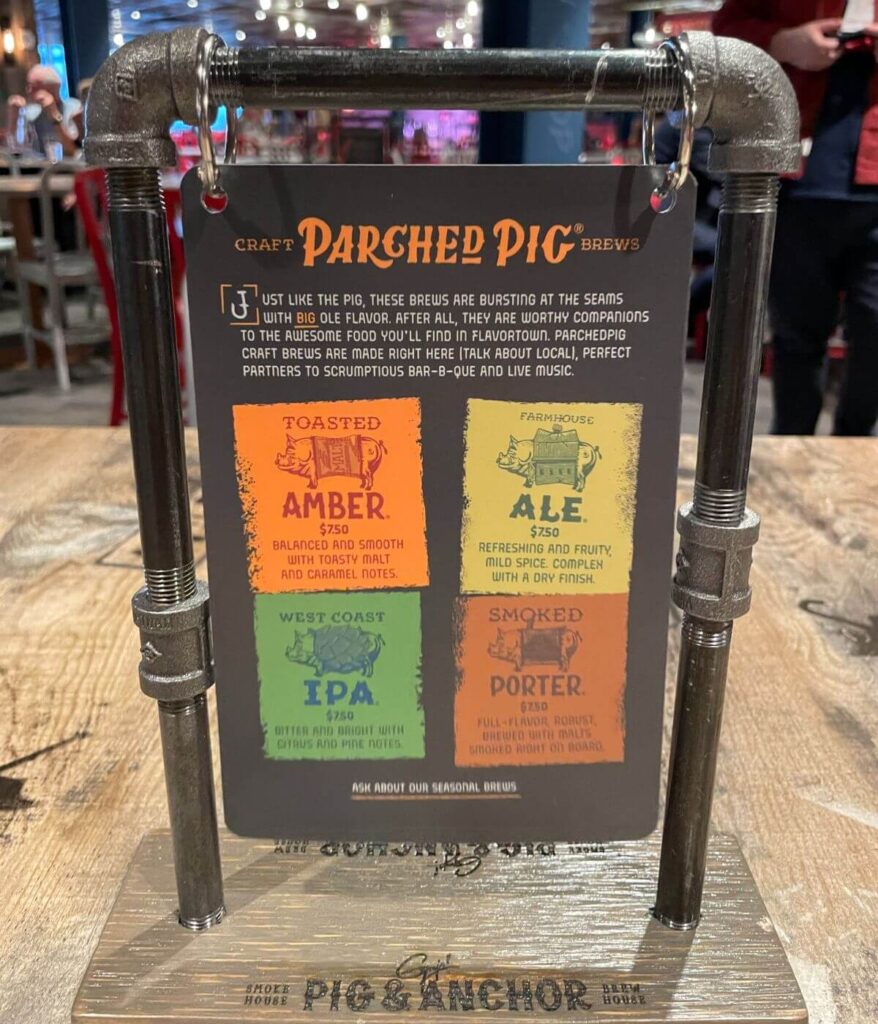 CRAFT PARCHED PIG® BREWS
JUST LIKE THE PIG, THESE BREWS ARE BURSTING AT THE SEAMS
WITH BIG OLE FLAVOR. AFTER ALL, THEY ARE WORTHY COMPANIONS
TO THE AWESOME FOOD YOU'LL FIND IN FLAVORTOWN. PARCHEDPIG
CRAFT BREWS ARE MADE RIGHT HERE (TALK ABOUT LOCAL), PERFECT
PARTNERS TO SCRUMPTIOUS BAR-B-QUE AND LIVE MUSIC.
TOASTED
MALT
AMBER
$7.50
BALANCED AND SMOOTH
WITH TOASTY MALT
AND CARAMEL NOTES.
FARMHOUSE
ALE
$7.50
REFRESHING AND FRUITY,
MILD SPICE. COMPLEX
WITH A DRY FINISH.
WEST COAST
IPA
$7.50
BITTER AND BRIGHT WITH
CITRUS AND PINE NOTES.
SMOKED
PORTER
$7.50
FULL-FLAVOR, ROBUST,
BREWED WITH MALTS
SMOKED RIGHT ON BOARD.
ASK ABOUT OUR SEASONAL BREWS
Guy's
SMOKE HOUSE PIG & ANCHOR BREW HOUSE